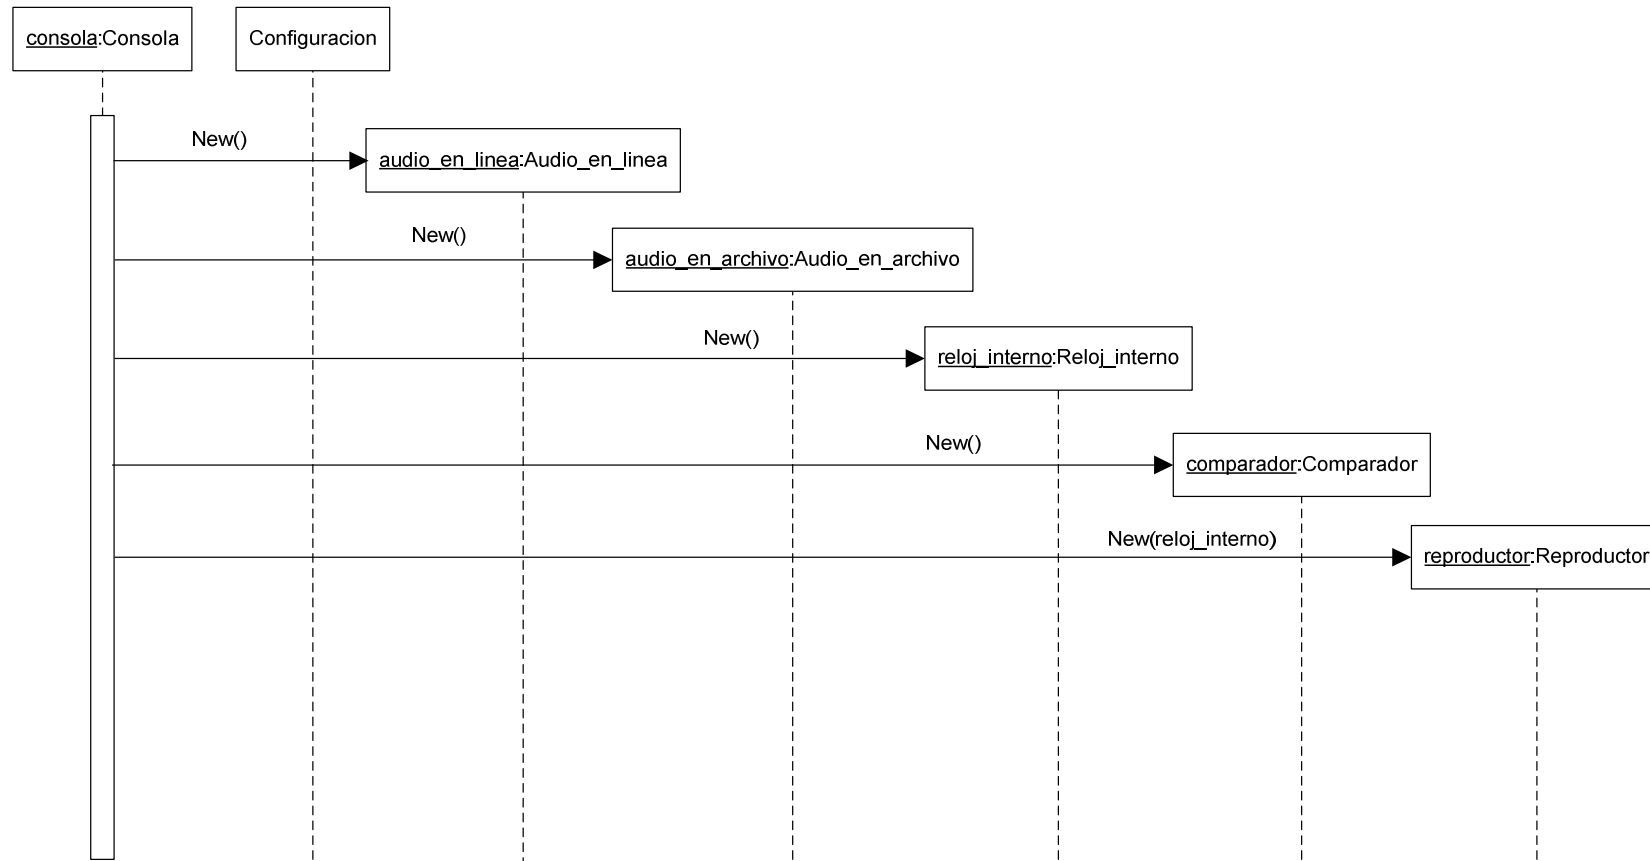 consola:Consola
Configuracion
New()
audio_en_linea:Audio_en_linea
New()
audio_en_archivo:Audio_en_archivo
New()
reloj_interno:Reloj_interno
New()
comparador:Comparador
New(reloj_interno)
reproductor:Reproductor